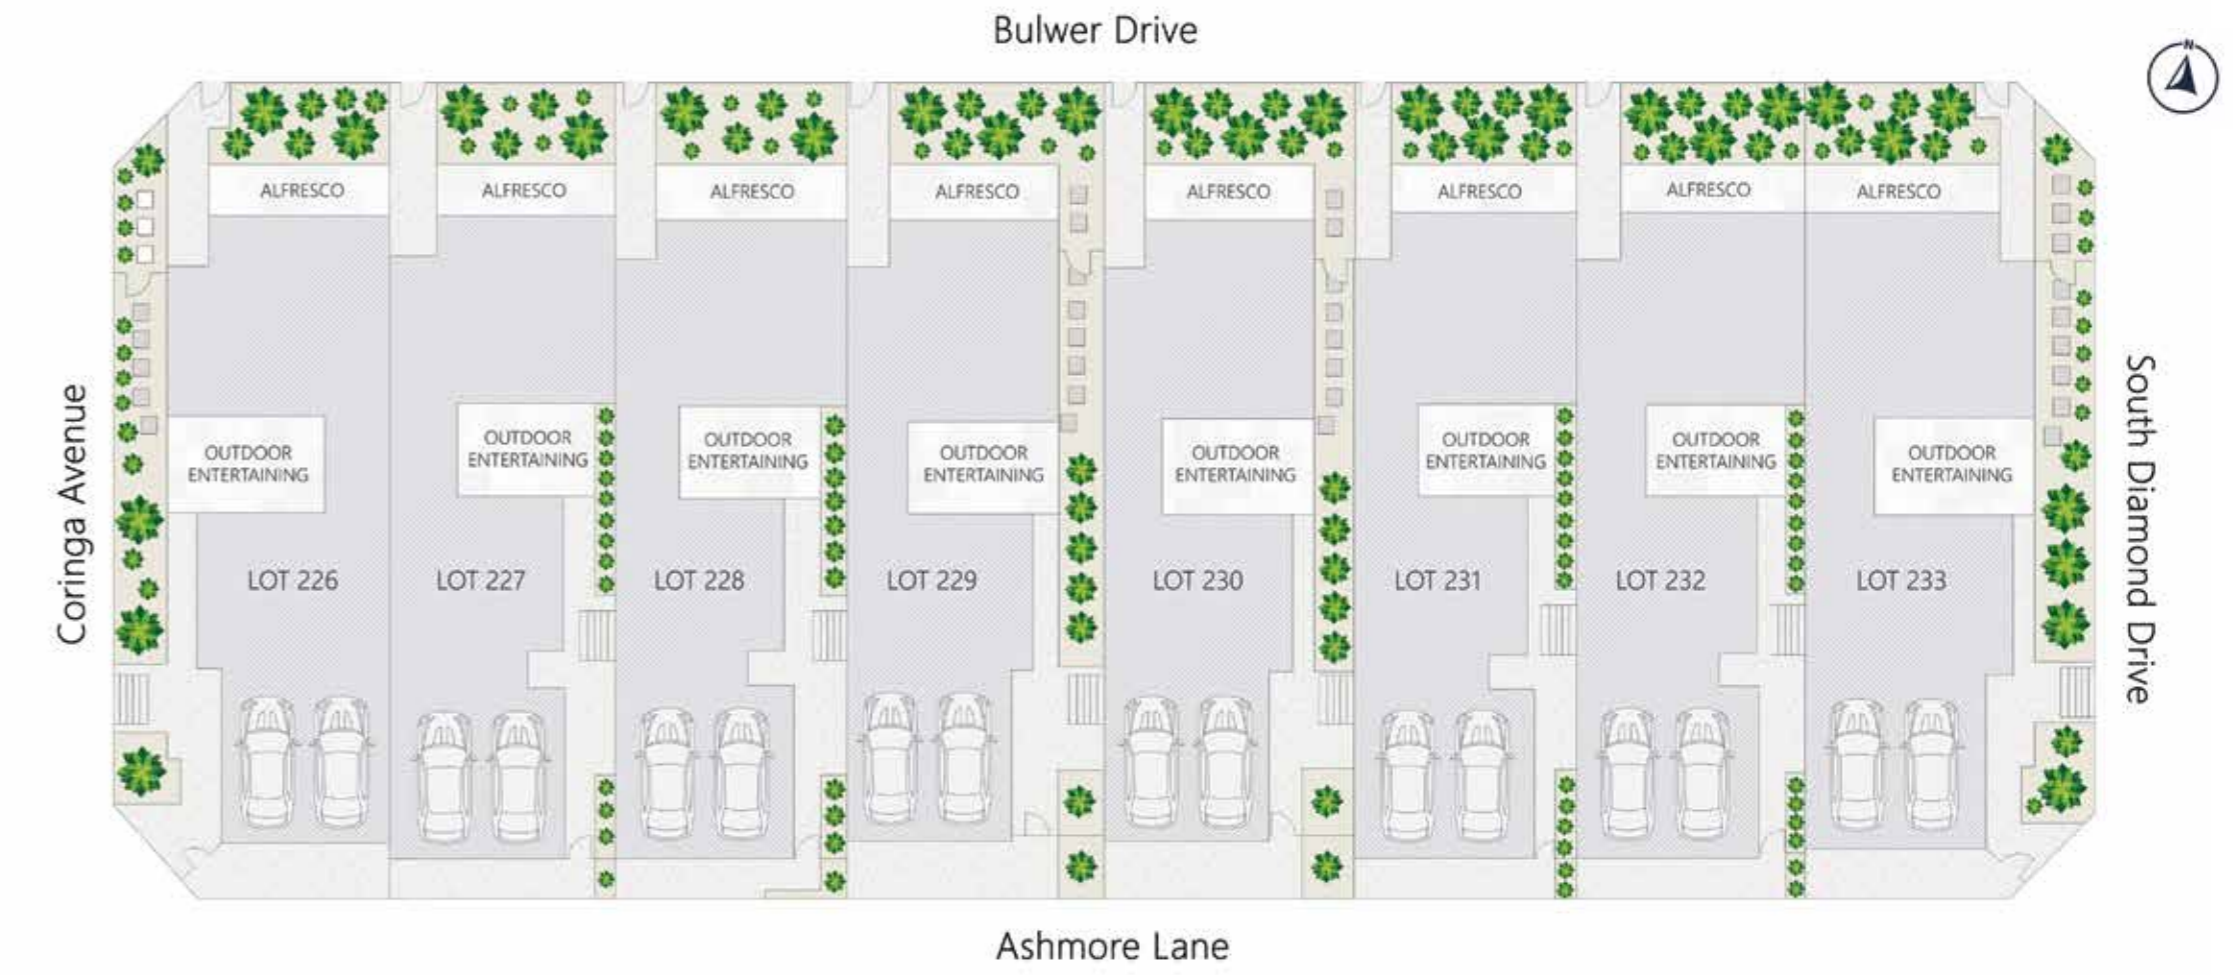 Bulwer Drive
N
ALFRESCO
ALFRESCO
ALFRESCO
ALFRESCO
ALFRESCO
ALFRESCO
ALFRESCO
ALFRESCO
Coringa Avenue
South Diamond Drive
OUTDOOR
ENTERTAINING
OUTDOOR
ENTERTAINING
OUTDOOR
ENTERTAINING
OUTDOOR
ENTERTAINING
OUTDOOR
ENTERTAINING
OUTDOOR
ENTERTAINING
OUTDOOR
ENTERTAINING
OUTDOOR
ENTERTAINING
LOT 226
LOT 227
LOT 228
LOT 229
LOT 230
LOT 231
LOT 232
LOT 233
Ashmore Lane